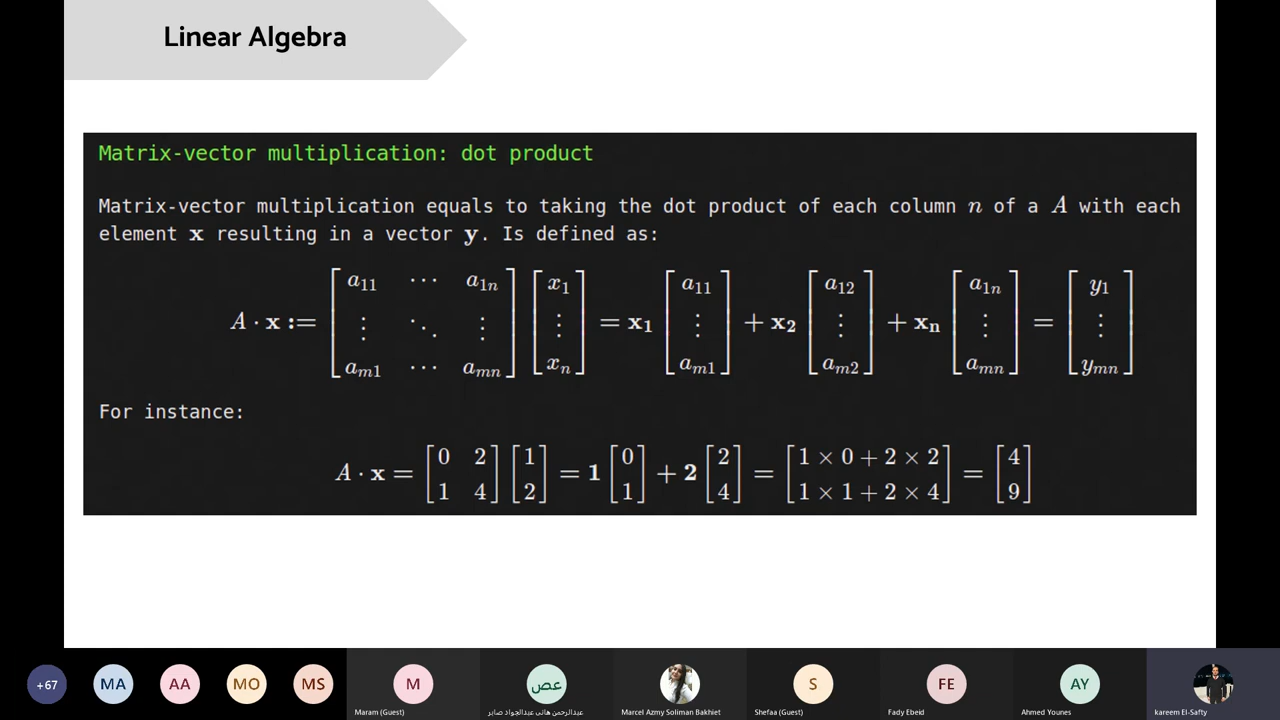 Linear Algebra
Matrix-vector multiplication: dot product
Matrix-vector multiplication equals to taking the dot product of each column n of a A with each
element x resulting in a vector y. Is defined as:
A · x := [a11 ⋯ a1n; ⋮ ⋱ ⋮; am1 ⋯ amn] [x1; ⋮; xn] = x1 [a11; ⋮; am1] + x2 [a12; ⋮; am2] + xn [a1n; ⋮; amn] = [y1; ⋮; ymn]
For instance:
A · x = [0 2; 1 4] [1; 2] = 1 [0; 1] + 2 [2; 4] = [1 × 0 + 2 × 2; 1 × 1 + 2 × 4] = [4; 9]
+67 MA AA MO MS M عص S FE AY
Maram (Guest) عبدالرحمن هانى عبدالجواد صابر Marcel Azmy Soliman Bakhiet Shefaa (Guest) Fady Ebeid Ahmed Younes kareem El-Safty